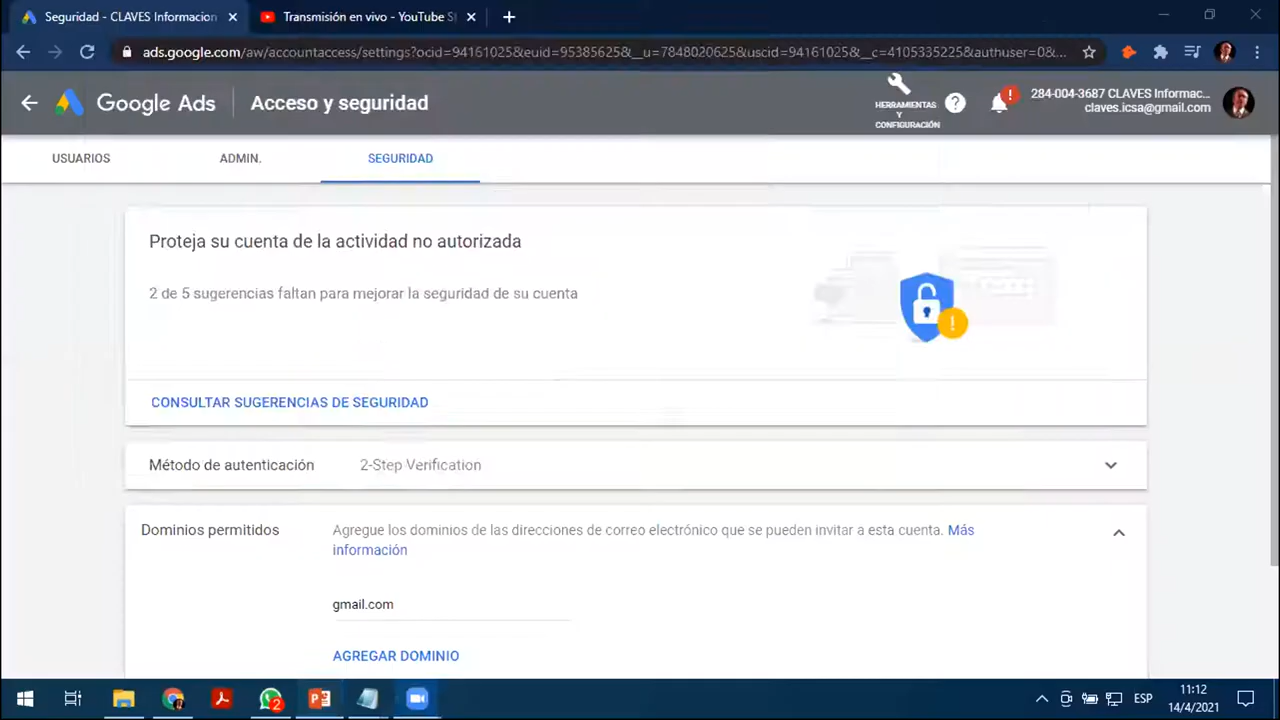 Seguridad - CLAVES Informacion
Transmisión en vivo - YouTube S
ads.google.com/aw/accountaccess/settings?ocid=94161025&euid=95385625&__u=7848020625&uscid=94161025&__c=4105335225&authuser=0&...
Google Ads
Acceso y seguridad
HERRAMIENTAS
Y
CONFIGURACIÓN
284-004-3687 CLAVES Informac...
claves.icsa@gmail.com
USUARIOS
ADMIN.
SEGURIDAD
Proteja su cuenta de la actividad no autorizada
2 de 5 sugerencias faltan para mejorar la seguridad de su cuenta
CONSULTAR SUGERENCIAS DE SEGURIDAD
Método de autenticación
2-Step Verification
Dominios permitidos
Agregue los dominios de las direcciones de correo electrónico que se pueden invitar a esta cuenta. Más
información
gmail.com
AGREGAR DOMINIO
2
ESP
11:12
14/4/2021